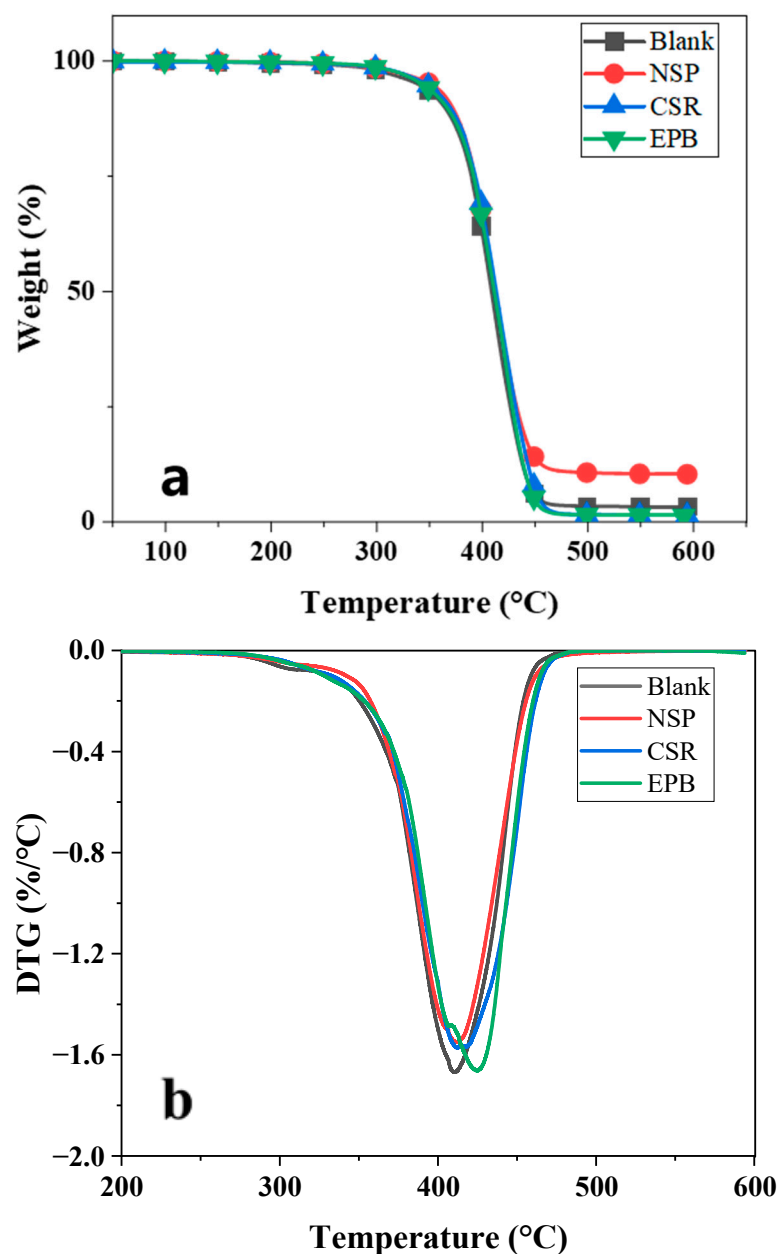 Blank
NSP
CSR
EPB
100
50
0
Weight (%)
a
100 200 300 400 500 600
Temperature (°C)
0.0
−0.4
−0.8
−1.2
−1.6
−2.0
DTG (%/°C)
Blank
NSP
CSR
EPB
b
200 300 400 500 600
Temperature (°C)